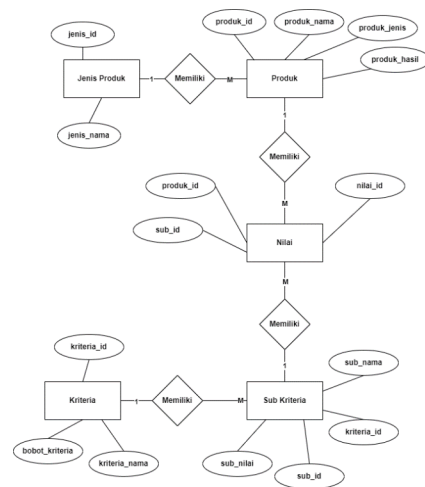 produk_id
produk_nama
jenis_id
produk_jenis
produk_hasil
Jenis Produk
1
Memiliki
M
Produk
jenis_nama
1
Memiliki
produk_id
nilai_id
M
sub_id
Nilai
M
Memiliki
kriteria_id
sub_nama
1
Kriteria
1
Memiliki
M
Sub Kriteria
kriteria_id
bobot_kriteria
kriteria_nama
sub_nilai
sub_id